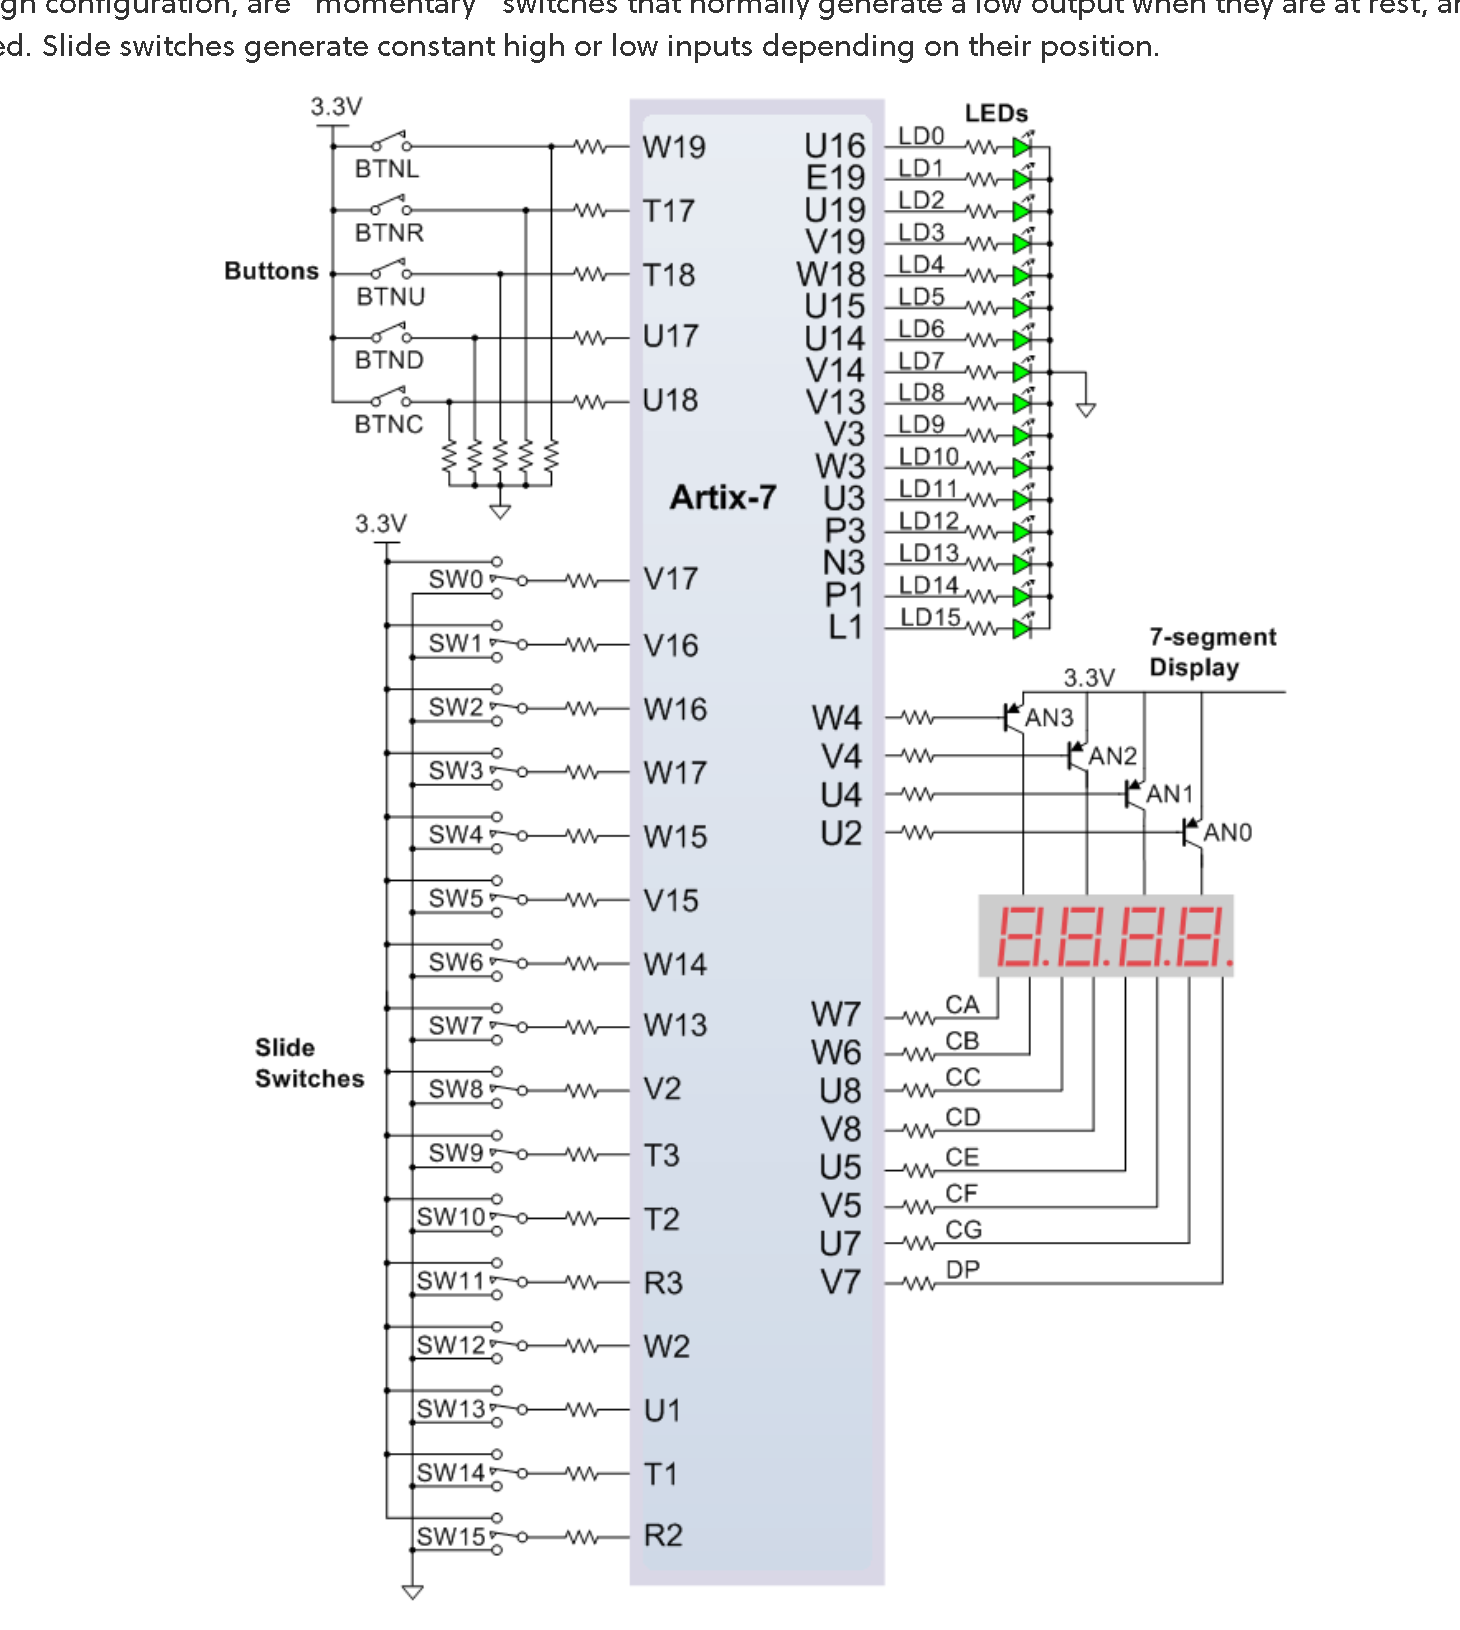 gn configuration, are "momentary" switches that normally generate a low output when they are at rest, an
ed. Slide switches generate constant high or low inputs depending on their position.
3.3V
BTNL
BTNR
Buttons
BTNU
BTND
BTNC
W19
T17
T18
U17
U18
Artix-7
3.3V
SW0
V17
SW1
V16
SW2
W16
SW3
W17
SW4
W15
SW5
V15
SW6
W14
SW7
W13
Slide
Switches
SW8
V2
SW9
T3
SW10
T2
SW11
R3
SW12
W2
SW13
U1
SW14
T1
SW15
R2
LEDs
U16 LD0
E19 LD1
U19 LD2
V19 LD3
W18 LD4
U15 LD5
U14 LD6
V14 LD7
V13 LD8
V3 LD9
W3 LD10
U3 LD11
P3 LD12
N3 LD13
P1 LD14
L1 LD15
7-segment
Display
3.3V
W4 AN3
V4 AN2
U4 AN1
U2 AN0
8.8.8.8.
W7 CA
W6 CB
U8 CC
V8 CD
U5 CE
V5 CF
U7 CG
V7 DP